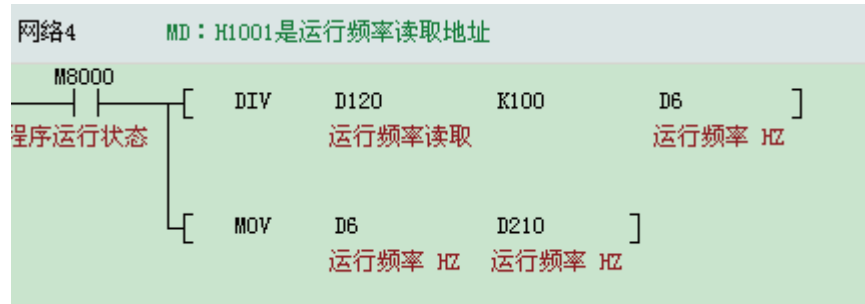 网络4 MD：H1001是运行频率读取地址
M8000
DIV D120 K100 D6
程序运行状态 运行频率读取 运行频率 HZ
MOV D6 D210
运行频率 HZ 运行频率 HZ